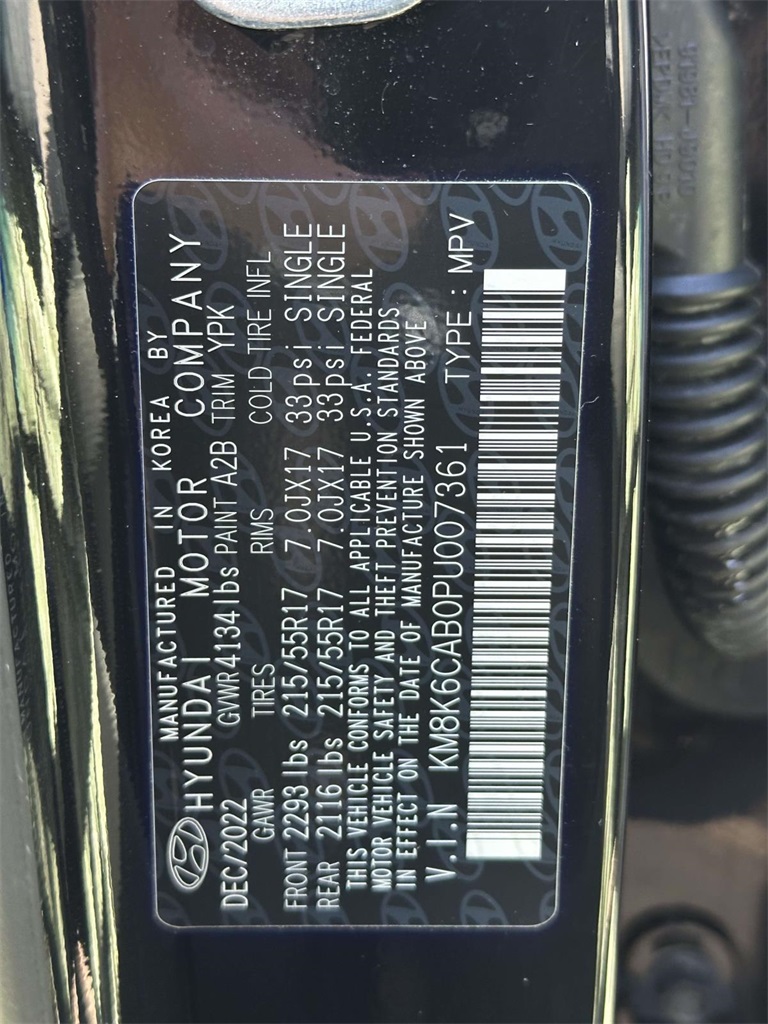 MANUFACTURED IN KOREA BY
HYUNDAI MOTOR COMPANY
DEC/2022 GVWR 4134 lbs PAINT A2B TRIM YPK
GAWR TIRES RIMS COLD TIRE INFL
FRONT 2293 lbs 215/55R17 7.0JX17 33psi SINGLE
REAR 2116 lbs 215/55R17 7.0JX17 33psi SINGLE
THIS VEHICLE CONFORMS TO ALL APPLICABLE U.S.A. FEDERAL
MOTOR VEHICLE SAFETY AND THEFT PREVENTION STANDARDS
IN EFFECT ON THE DATE OF MANUFACTURE SHOWN ABOVE
V.I.N KM8K6CAB0PU007361 TYPE : MPV